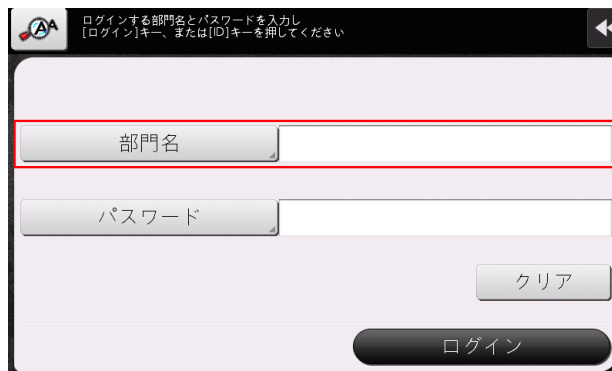 ログインする部門名とパスワードを入力し
[ログイン]キー、または[ID]キーを押してください
部門名
パスワード
クリア
ログイン